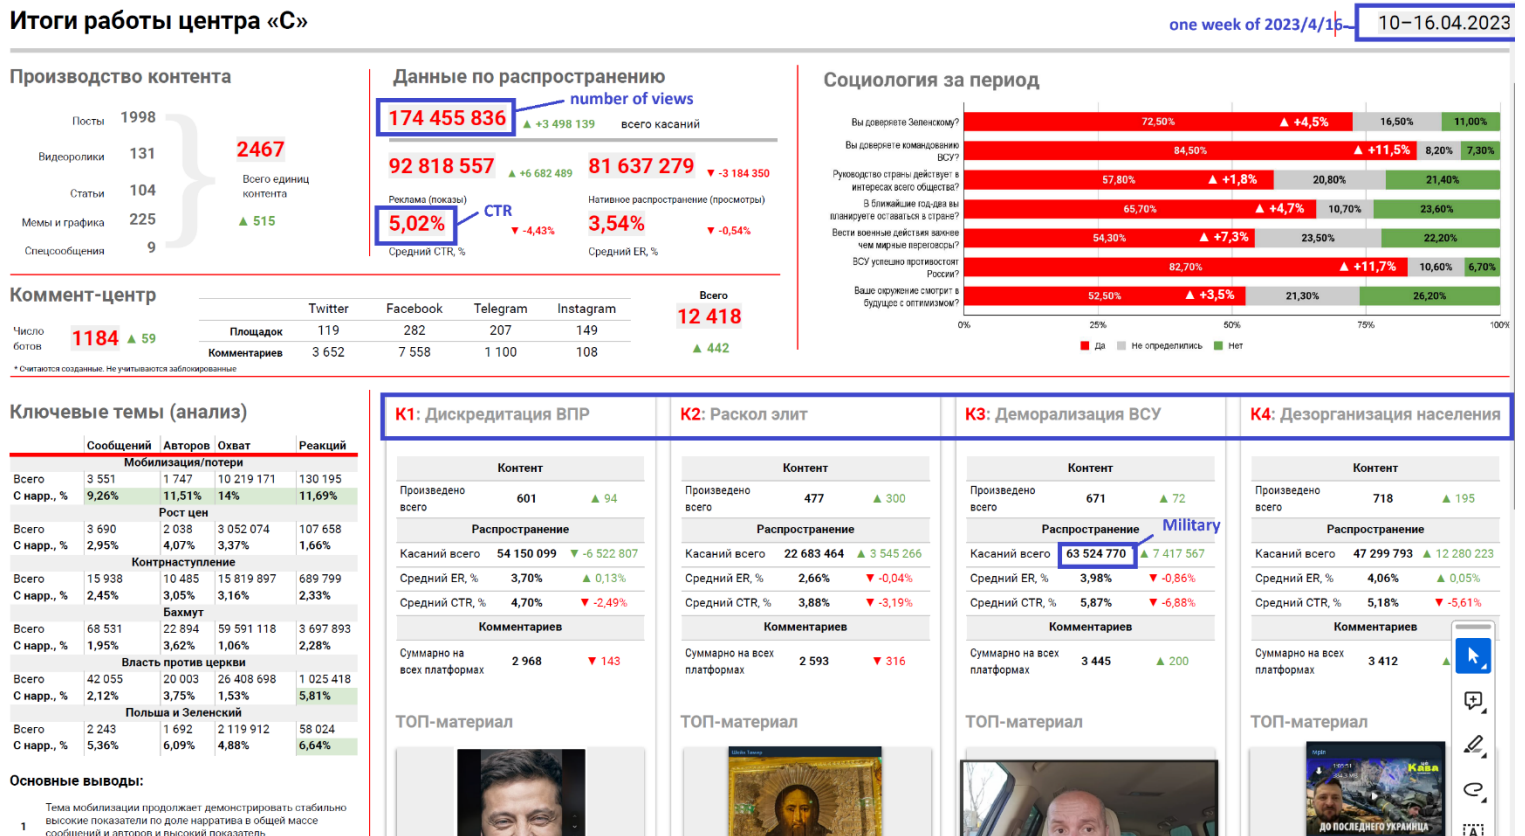 Итоги работы центра «С»
one week of 2023/4/16
10–16.04.2023
Производство контента
Посты 1998
Видеоролики 131
Статьи 104
Мемы и графика 225
Спецсообщения 9
2467
Всего единиц
контента
▲ 515
Данные по распространению
number of views
174 455 836 ▲ +3 498 139 всего касаний
92 818 557 ▲ +6 682 489 81 637 279 ▼ -3 184 350
Реклама (показы) Нативное распространение (просмотры)
CTR
5,02% ▼ -4,43% 3,54% ▼ -0,54%
Средний CTR, % Средний ER, %
Социология за период
Вы доверяете Зеленскому? 72,50% ▲ +4,5% 16,50% 11,00%
Вы доверяете командованию
ВСУ? 84,50% ▲ +11,5% 8,20% 7,30%
Руководство страны действует в
интересах всего общества? 57,80% ▲ +1,8% 20,80% 21,40%
В ближайшие год-два вы
планируете оставаться в стране? 65,70% ▲ +4,7% 10,70% 23,60%
Вести военные действия важнее
чем мирные переговоры? 54,30% ▲ +7,3% 23,50% 22,20%
ВСУ успешно противостоят
России? 82,70% ▲ +11,7% 10,60% 6,70%
Ваше окружение смотрит в
будущее с оптимизмом? 52,50% ▲ +3,5% 21,30% 26,20%
0% 25% 50% 75% 100%
Да Не определились Нет
Коммент-центр
Число
ботов
1184 ▲ 59
Twitter Facebook Telegram Instagram
Площадок 119 282 207 149
Комментариев 3 652 7 558 1 100 108
Всего
12 418
▲ 442
* Считаются созданные. Не учитываются заблокированные
Ключевые темы (анализ)
Сообщений Авторов Охват Реакций
Мобилизация/потери
Всего 3 551 1 747 10 219 171 130 195
С нарр., % 9,26% 11,51% 14% 11,69%
Рост цен
Всего 3 690 2 038 3 052 074 107 658
С нарр., % 2,95% 4,07% 3,37% 1,66%
Контрнаступление
Всего 15 938 10 485 15 819 897 689 799
С нарр., % 2,45% 3,05% 3,16% 2,33%
Бахмут
Всего 68 531 22 894 59 591 118 3 697 893
С нарр., % 1,95% 3,62% 1,06% 2,28%
Власть против церкви
Всего 42 055 20 003 26 408 698 1 025 418
С нарр., % 2,12% 3,75% 1,53% 5,81%
Польша и Зеленский
Всего 2 243 1 692 2 119 912 58 024
С нарр., % 5,36% 6,09% 4,88% 6,64%
Основные выводы:
Тема мобилизации продолжает демонстрировать стабильно
1 высокие показатели по доле нарратива в общей массе
сообщений и авторов и высокий показатель
К1: Дискредитация ВПР
Контент
Произведено
всего 601 ▲ 94
Распространение
Касаний всего 54 150 099 ▼ -6 522 807
Средний ER, % 3,70% ▲ 0,13%
Средний CTR, % 4,70% ▼ -2,49%
Комментариев
Суммарно на
всех платформах 2 968 ▼ 143
ТОП-материал
К2: Раскол элит
Контент
Произведено
всего 477 ▲ 300
Распространение
Касаний всего 22 683 464 ▲ 3 545 266
Средний ER, % 2,66% ▼ -0,04%
Средний CTR, % 3,88% ▼ -3,19%
Комментариев
Суммарно на всех
платформах 2 593 ▼ 316
ТОП-материал
К3: Деморализация ВСУ
Контент
Произведено
всего 671 ▲ 72
Распространение
Military
Касаний всего 63 524 770 ▲ 7 417 567
Средний ER, % 3,98% ▼ -0,86%
Средний CTR, % 5,87% ▼ -6,88%
Комментариев
Суммарно на всех
платформах 3 445 ▲ 200
ТОП-материал
К4: Дезорганизация населения
Контент
Произведено
всего 718 ▲ 195
Распространение
Касаний всего 47 299 793 ▲ 12 280 223
Средний ER, % 4,06% ▲ 0,05%
Средний CTR, % 5,18% ▼ -5,61%
Комментариев
Суммарно на всех
платформах 3 412 ▲
ТОП-материал
Кава
ДО ПОСЛЕДНЕГО УКРАИНЦА